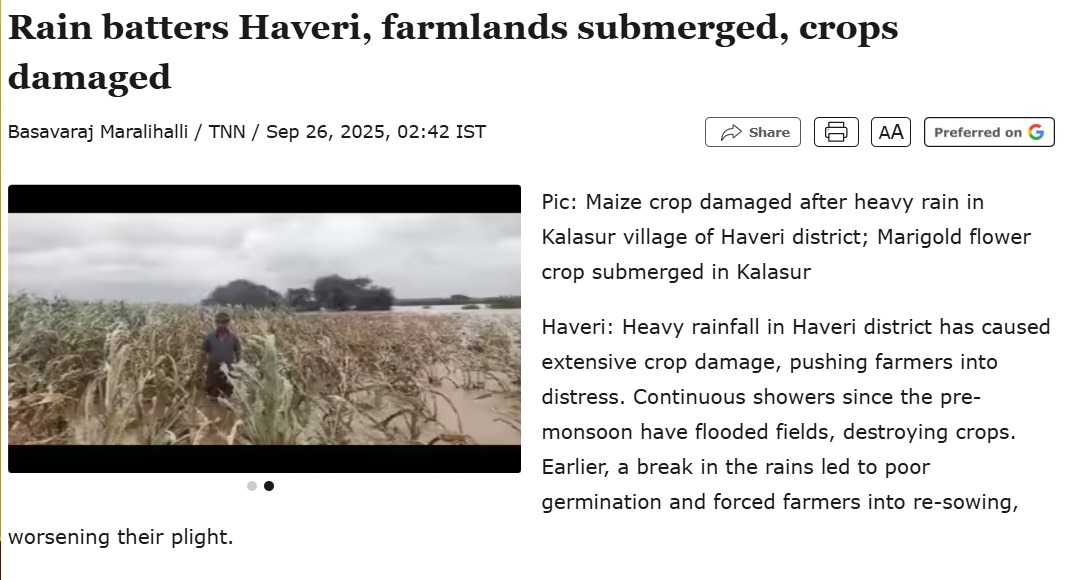 Rain batters Haveri, farmlands submerged, crops
damaged
Basavaraj Maralihalli / TNN / Sep 26, 2025, 02:42 IST
Share
AA
Preferred on G
Pic: Maize crop damaged after heavy rain in
Kalasur village of Haveri district; Marigold flower
crop submerged in Kalasur
Haveri: Heavy rainfall in Haveri district has caused
extensive crop damage, pushing farmers into
distress. Continuous showers since the pre-
monsoon have flooded fields, destroying crops.
Earlier, a break in the rains led to poor
germination and forced farmers into re-sowing,
worsening their plight.